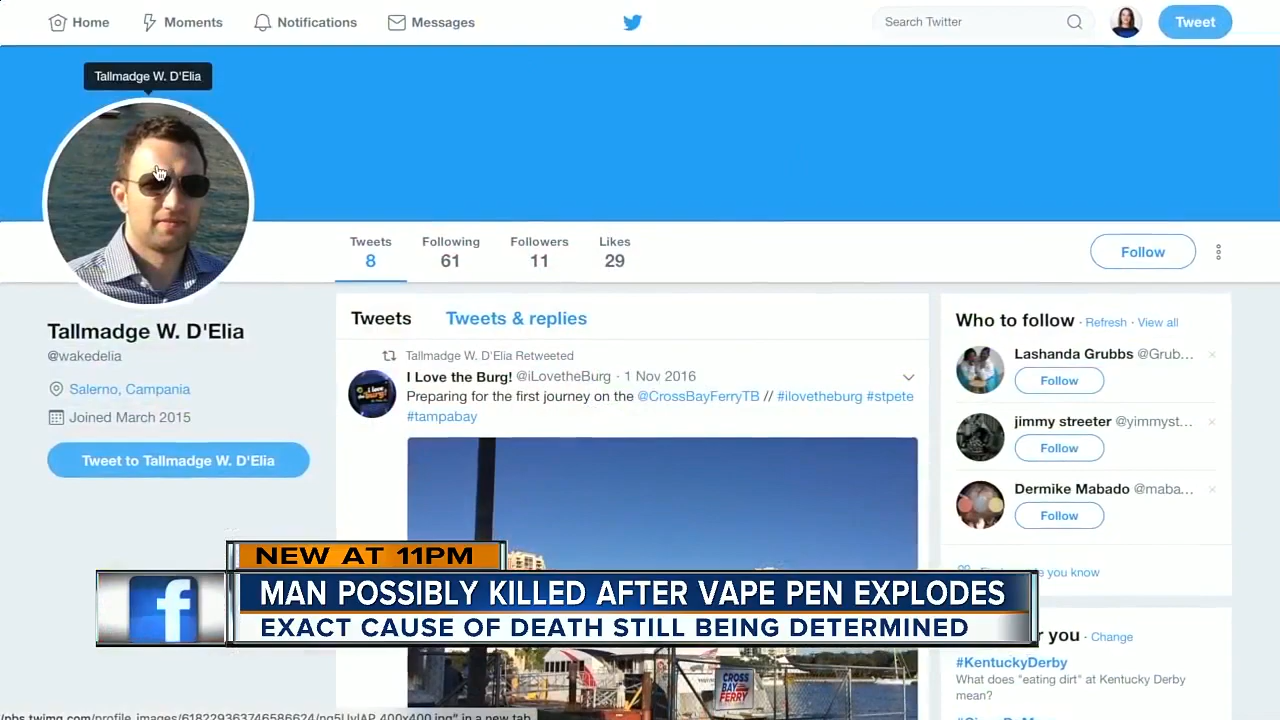 Home
Moments
Notifications
Messages
Search Twitter
Tweet
Tallmadge W. D'Elia
Tweets
8
Following
61
Followers
11
Likes
29
Follow
Tallmadge W. D'Elia
@wakedelia
Salerno, Campania
Joined March 2015
Tweet to Tallmadge W. D'Elia
Tweets
Tweets & replies
Tallmadge W. D'Elia Retweeted
I Love the Burg! @iLovetheBurg · 1 Nov 2016
Preparing for the first journey on the @CrossBayFerryTB // #ilovetheburg #stpete
#tampabay
CROSS
BAY
FERRY
Who to follow · Refresh · View all
Lashanda Grubbs @Grub...
Follow
jimmy streeter @yimmyst...
Follow
Dermike Mabado @maba...
Follow
you know
you · Change
#KentuckyDerby
What does "eating dirt" at Kentucky Derby
mean?
NEW AT 11PM
f
MAN POSSIBLY KILLED AFTER VAPE PEN EXPLODES
EXACT CAUSE OF DEATH STILL BEING DETERMINED
in a new tab